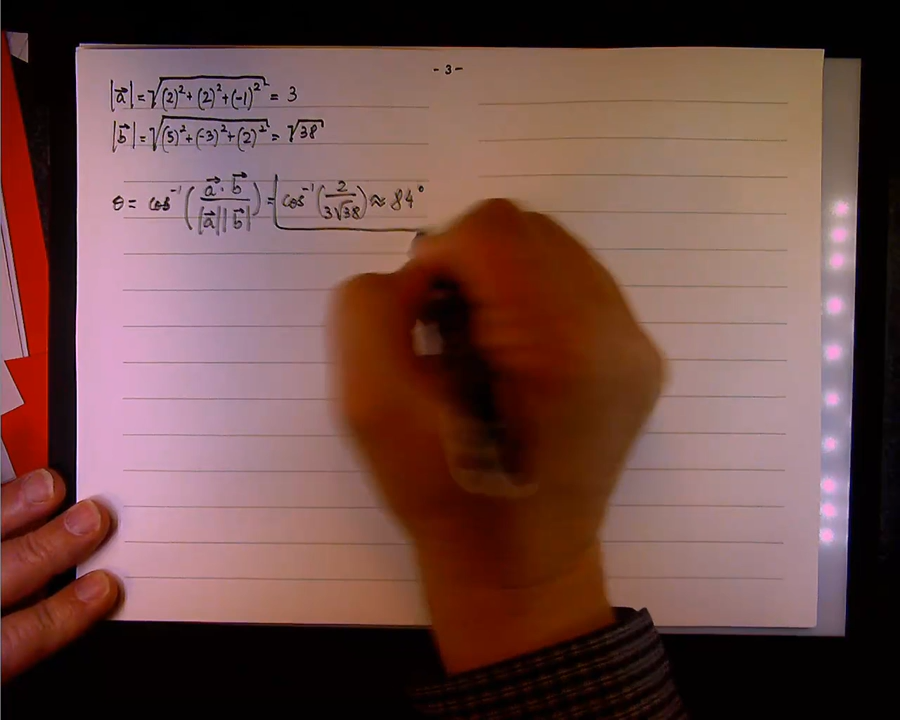 - 3 -
|a⃗| = √((2)² + (2)² + (-1)²) = 3
|b⃗| = √((5)² + (-3)² + (2)²) = √38
θ = cos⁻¹ (a⃗ · b⃗ / |a⃗| |b⃗|) = cos⁻¹ (2 / 3√38) ≈ 84°